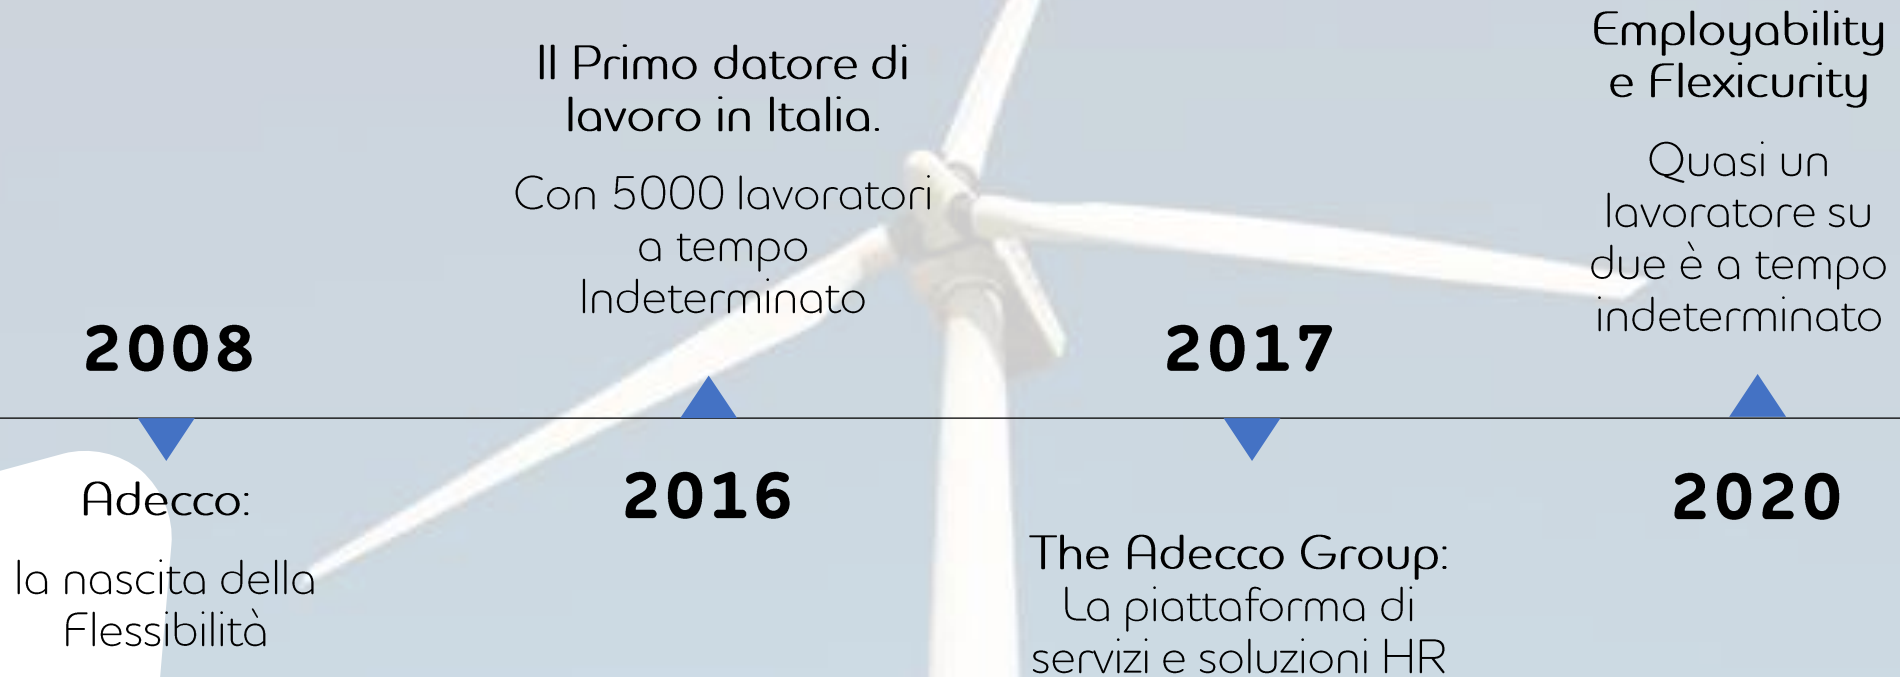 2008
Adecco:
la nascita della
Flessibilità
Il Primo datore di
lavoro in Italia.
Con 5000 lavoratori
a tempo
Indeterminato
2016
2017
The Adecco Group:
La piattaforma di
servizi e soluzioni HR
Employability
e Flexicurity
Quasi un
lavoratore su
due è a tempo
indeterminato
2020